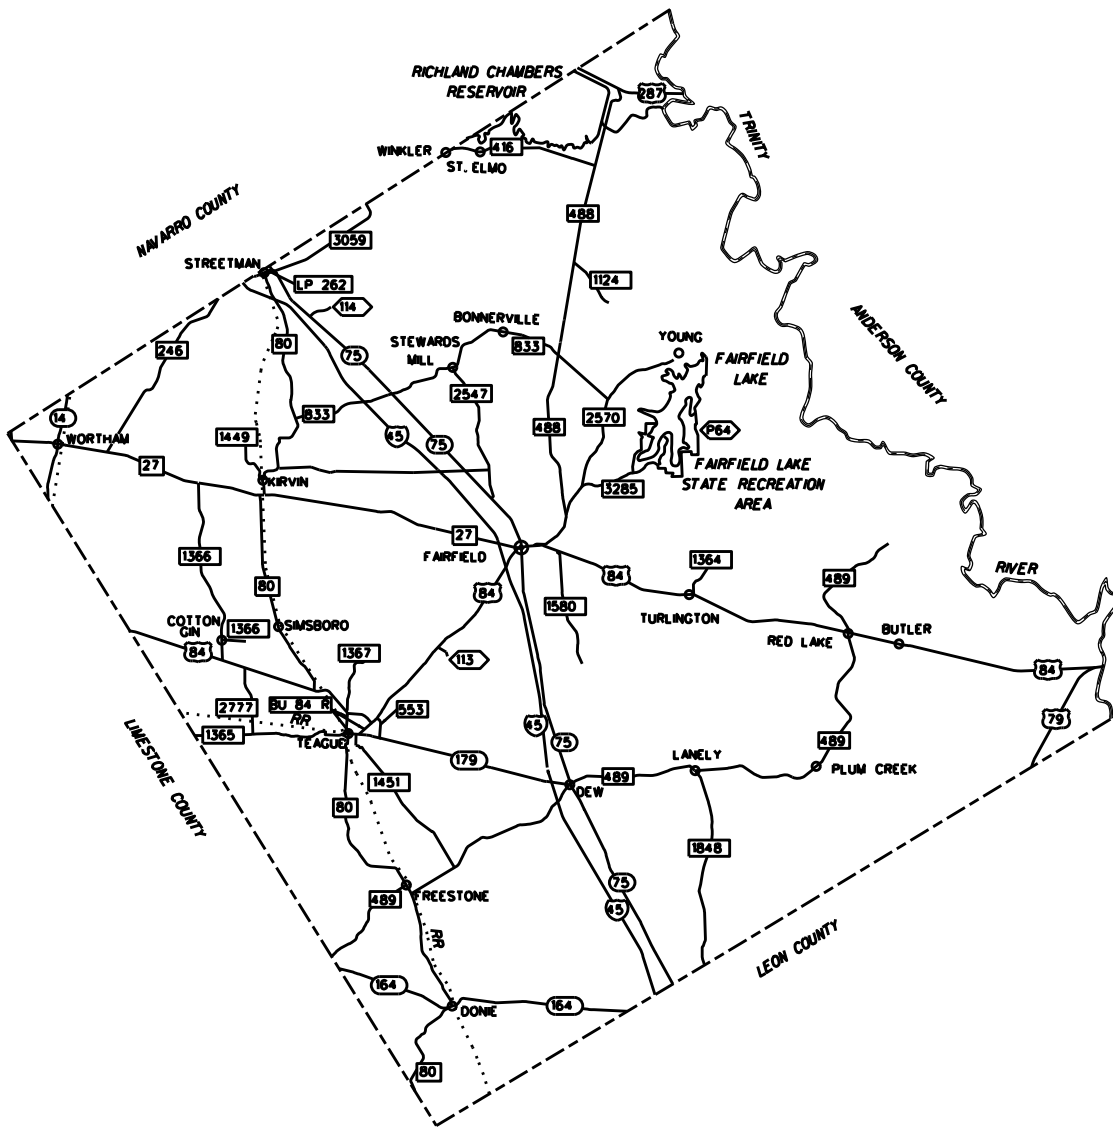 RICHLAND CHAMBERS
RESERVOIR
287
TRINITY
WINKLER
416
ST. ELMO
NAVARRO COUNTY
488
3059
STREETMAN
LP 262
1124
114
BONNERVILLE
ANDERSON COUNTY
80
STEWARDS
MILL
833
YOUNG
246
75
FAIRFIELD
LAKE
2547
14
833
2570
WORTHAM
1449
45
75
488
P64
27
KIRVIN
3285
FAIRFIELD LAKE
STATE RECREATION
AREA
27
FAIRFIELD
1366
1364
84
RIVER
80
84
489
1580
TURLINGTON
COTTON
GIN
1366
SIMSBORO
RED LAKE
BUTLER
84
1367
113
84
2777
BU 84 R
RR
553
79
LIMESTONE COUNTY
1365
TEAGUE
45
75
489
179
LANELY
PLUM CREEK
1451
489
DEW
80
1848
75
489
FREESTONE
45
RR
LEON COUNTY
164
DONIE
164
80